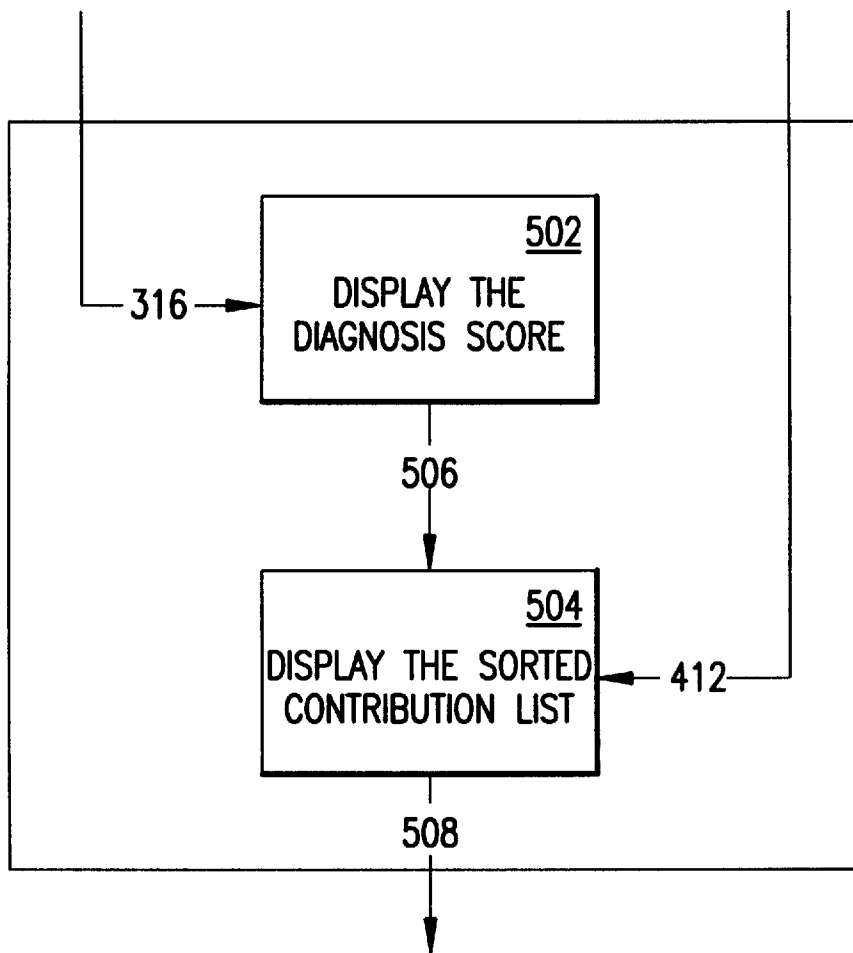 502
DISPLAY THE
DIAGNOSIS SCORE
316
506
504
DISPLAY THE SORTED
CONTRIBUTION LIST
412
508